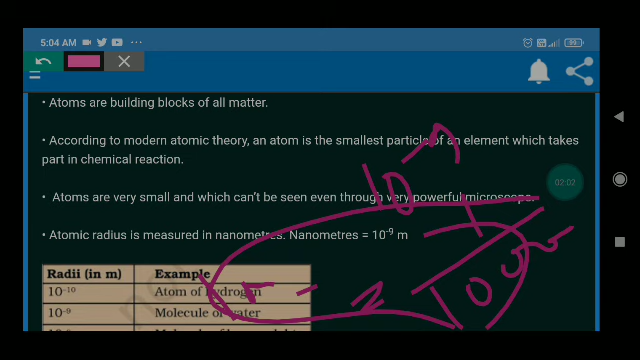 5:04 AM
99
• Atoms are building blocks of all matter.
• According to modern atomic theory, an atom is the smallest particle of an element which takes
part in chemical reaction.
02:02
• Atoms are very small and which can't be seen even through very powerful microscope.
• Atomic radius is measured in nanometres. Nanometres = 10⁻⁹ m
10⁻⁹
Radii (in m) Example
10⁻¹⁰ Atom of hydrogen
10⁻⁹ Molecule of water